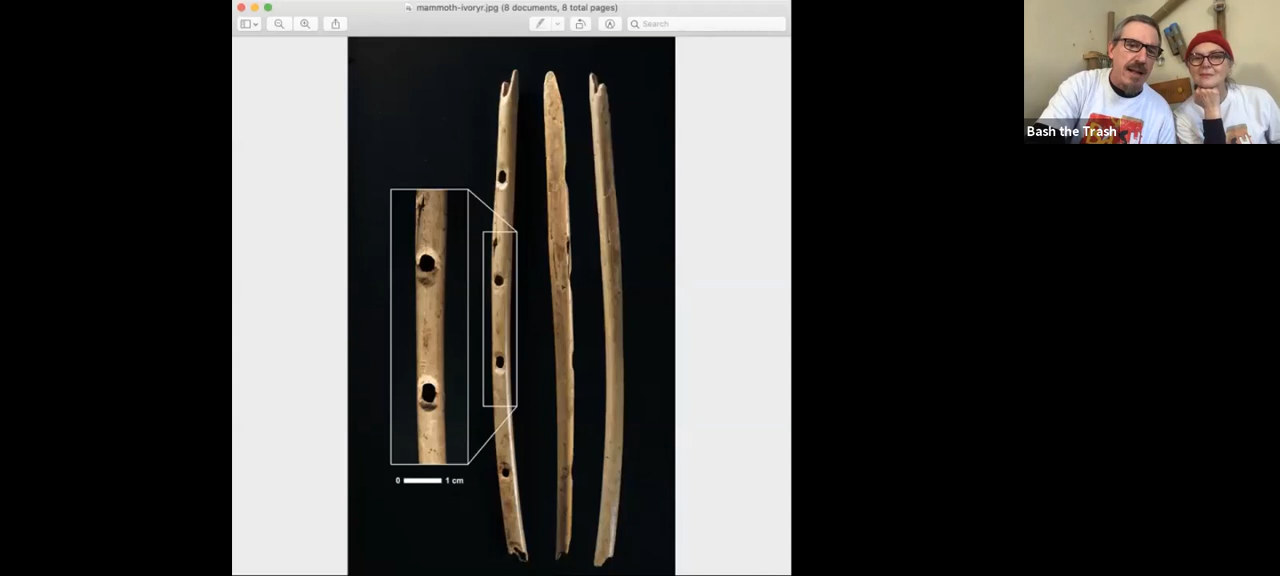 mammoth-ivoryr.jpg (8 documents, 8 total pages)
Search
0 1 cm
Bash the Trash